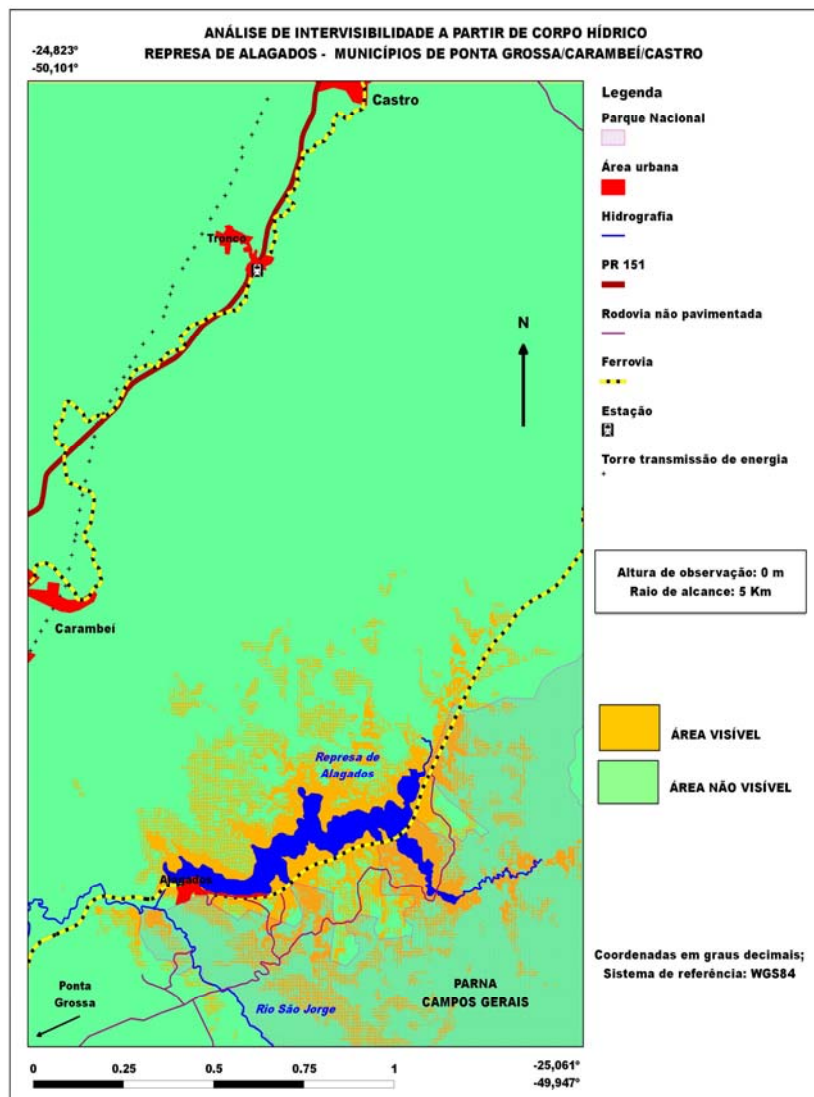 ANÁLISE DE INTERVISIBILIDADE A PARTIR DE CORPO HÍDRICO
REPRESA DE ALAGADOS - MUNICÍPIOS DE PONTA GROSSA/CARAMBEÍ/CASTRO
-24,823º
-50,101º
Castro
Tronco
N
Carambeí
Represa de
Alagados
Alagados
Ponta
Grossa
Rio São Jorge
PARNA
CAMPOS GERAIS
Legenda
Parque Nacional
Área urbana
Hidrografia
PR 151
Rodovia não pavimentada
Ferrovia
Estação
Torre transmissão de energia
Altura de observação: 0 m
Raio de alcance: 5 Km
ÁREA VISÍVEL
ÁREA NÃO VISÍVEL
Coordenadas em graus decimais;
Sistema de referência: WGS84
0 0.25 0.5 0.75 1
-25,061º
-49,947º